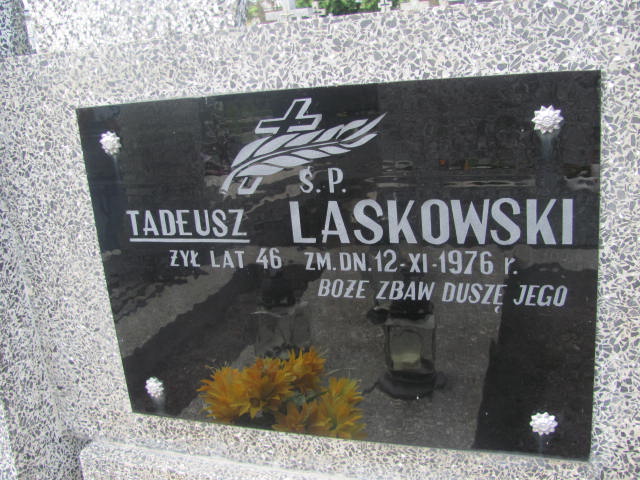 Ś.P.
TADEUSZ LASKOWSKI
ŻYŁ LAT 46 ZM. DN. 12-XI-1976 r.
BOŻE ZBAW DUSZĘ JEGO